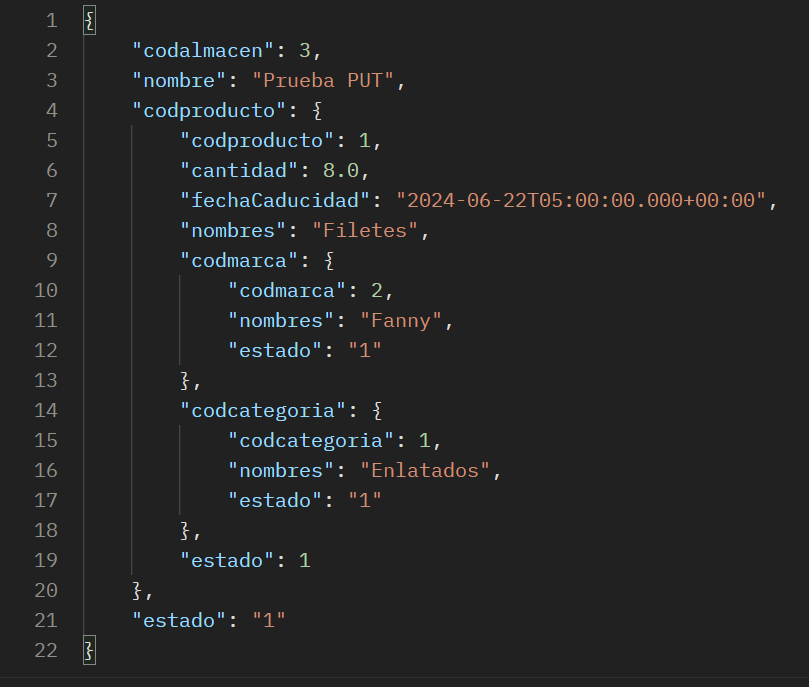 1 {
2     "codalmacen": 3,
3     "nombre": "Prueba PUT",
4     "codproducto": {
5         "codproducto": 1,
6         "cantidad": 8.0,
7         "fechaCaducidad": "2024-06-22T05:00:00.000+00:00",
8         "nombres": "Filetes",
9         "codmarca": {
10             "codmarca": 2,
11             "nombres": "Fanny",
12             "estado": "1"
13         },
14         "codcategoria": {
15             "codcategoria": 1,
16             "nombres": "Enlatados",
17             "estado": "1"
18         },
19         "estado": 1
20     },
21     "estado": "1"
22 }